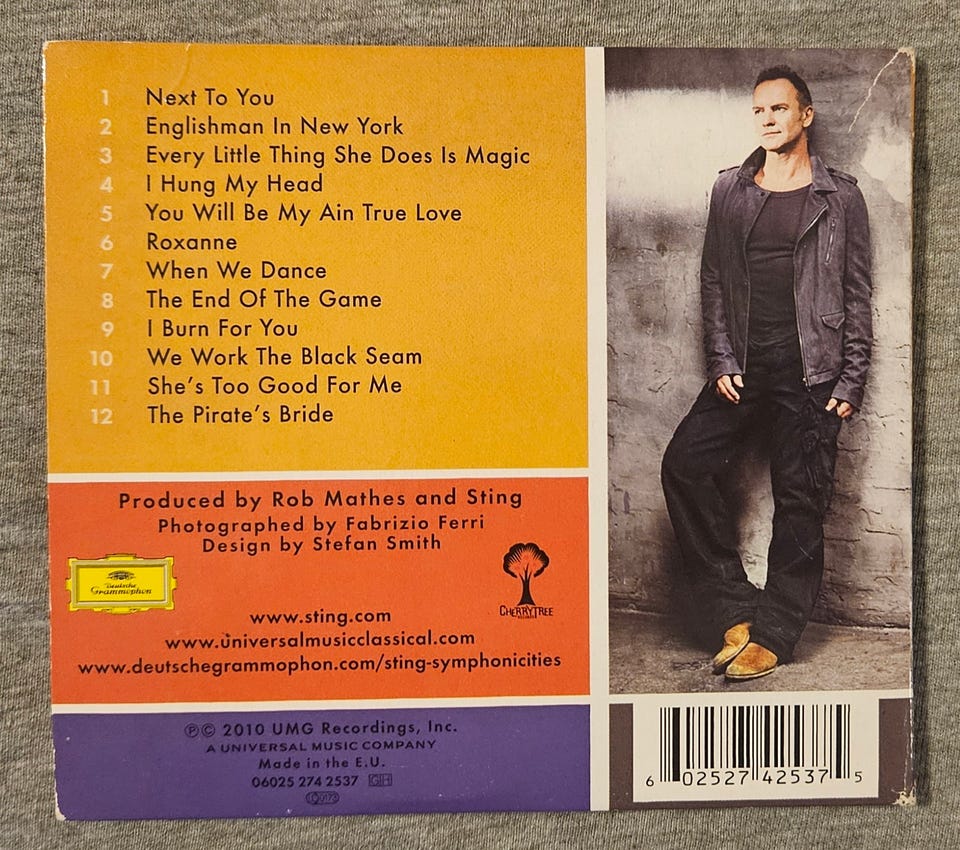 1 Next To You
2 Englishman In New York
3 Every Little Thing She Does Is Magic
4 I Hung My Head
5 You Will Be My Ain True Love
6 Roxanne
7 When We Dance
8 The End Of The Game
9 I Burn For You
10 We Work The Black Seam
11 She's Too Good For Me
12 The Pirate's Bride
Produced by Rob Mathes and Sting
Photographed by Fabrizio Ferri
Design by Stefan Smith
Deutsche
Grammophon
CHERRYTREE
RECORDS
www.sting.com
www.universalmusicclassical.com
www.deutschegrammophon.com/sting-symphonicities
℗© 2010 UMG Recordings, Inc.
A UNIVERSAL MUSIC COMPANY
Made in the E.U.
06025 274 2537 GH
LC 0173
6 02527 42537 5